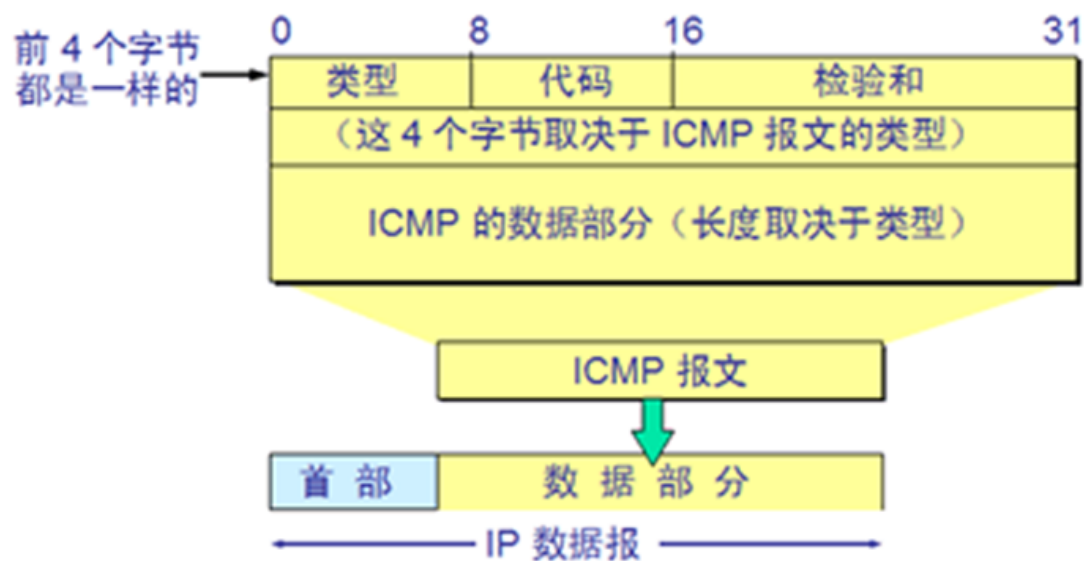 0 8 16 31
前 4 个字节
都是一样的
类型 代码 检验和
（这 4 个字节取决于 ICMP 报文的类型）
ICMP 的数据部分（长度取决于类型）
ICMP 报文
首 部 数 据 部 分
IP 数据报